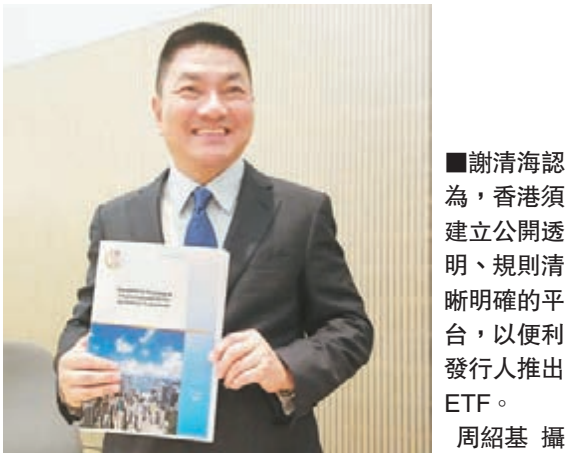 ■謝清海認
為，香港須
建立公開透
明、規則清
晰明確的平
台，以便利
發行人推出
ETF。
周紹基 攝